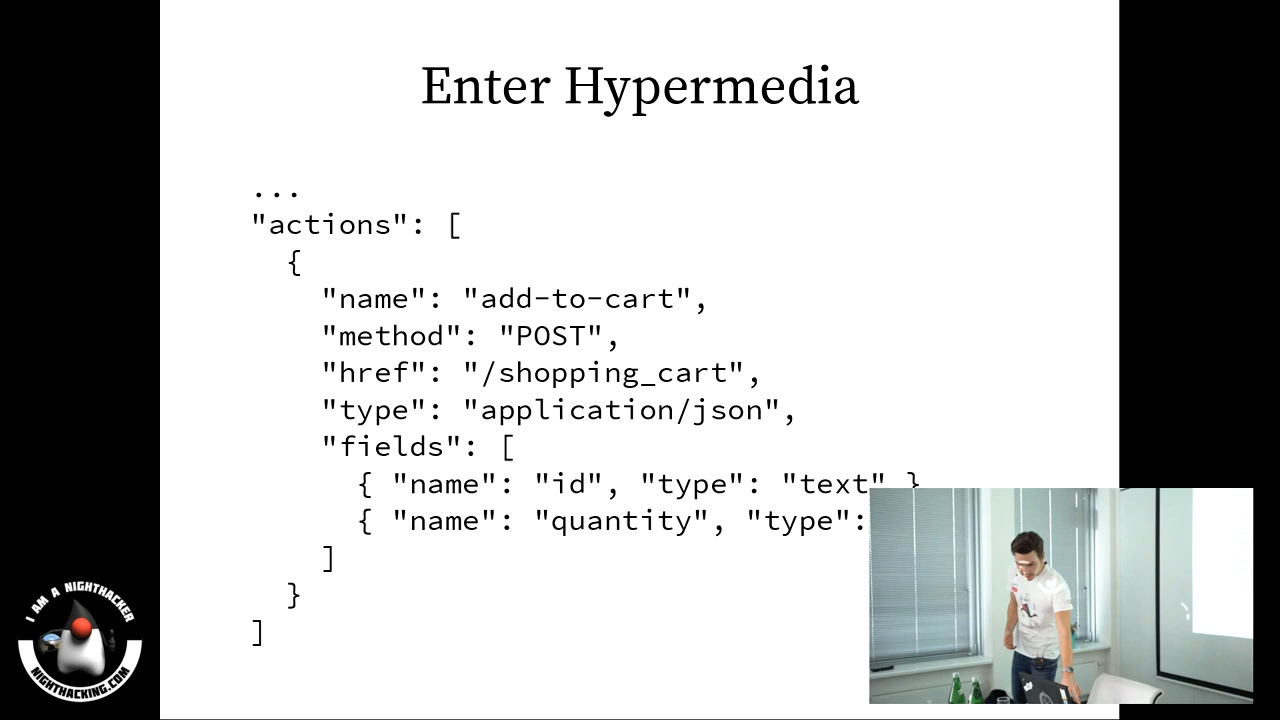 Enter Hypermedia
...
"actions": [
{
"name": "add-to-cart",
"method": "POST",
"href": "/shopping_cart",
"type": "application/json",
"fields": [
{ "name": "id", "type": "text" }
{ "name": "quantity", "type":
]
}
]
I AM A NIGHTHACKER
NIGHTHACKING.COM